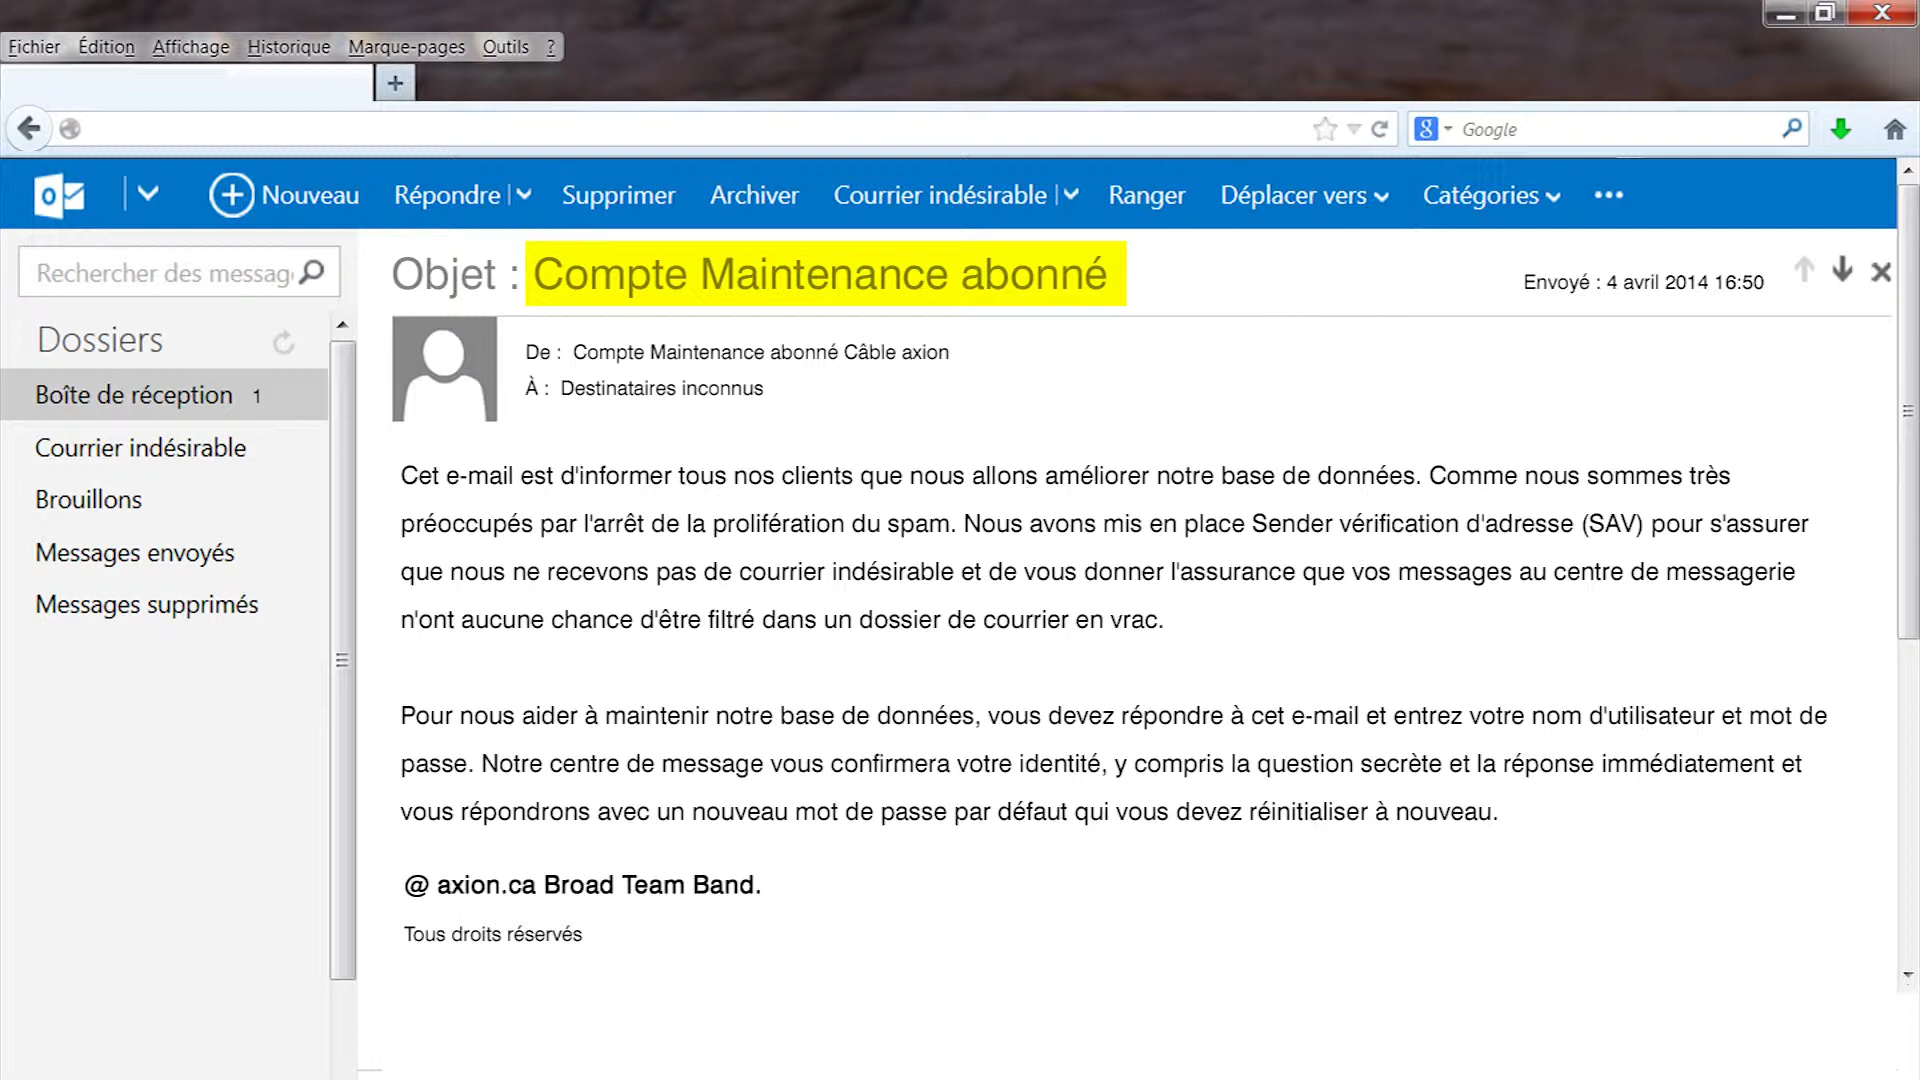 Fichier Édition Affichage Historique Marque-pages Outils ?
+
8 Google
o Nouveau Répondre Supprimer Archiver Courrier indésirable Ranger Déplacer vers Catégories •••
Rechercher des messag
Objet : Compte Maintenance abonné
Envoyé : 4 avril 2014 16:50
Dossiers
De : Compte Maintenance abonné Câble axion
À : Destinataires inconnus
Boîte de réception 1
Courrier indésirable
Brouillons
Messages envoyés
Messages supprimés
Cet e-mail est d'informer tous nos clients que nous allons améliorer notre base de données. Comme nous sommes très
préoccupés par l'arrêt de la prolifération du spam. Nous avons mis en place Sender vérification d'adresse (SAV) pour s'assurer
que nous ne recevons pas de courrier indésirable et de vous donner l'assurance que vos messages au centre de messagerie
n'ont aucune chance d'être filtré dans un dossier de courrier en vrac.
Pour nous aider à maintenir notre base de données, vous devez répondre à cet e-mail et entrez votre nom d'utilisateur et mot de
passe. Notre centre de message vous confirmera votre identité, y compris la question secrète et la réponse immédiatement et
vous répondrons avec un nouveau mot de passe par défaut qui vous devez réinitialiser à nouveau.
@ axion.ca Broad Team Band.
Tous droits réservés